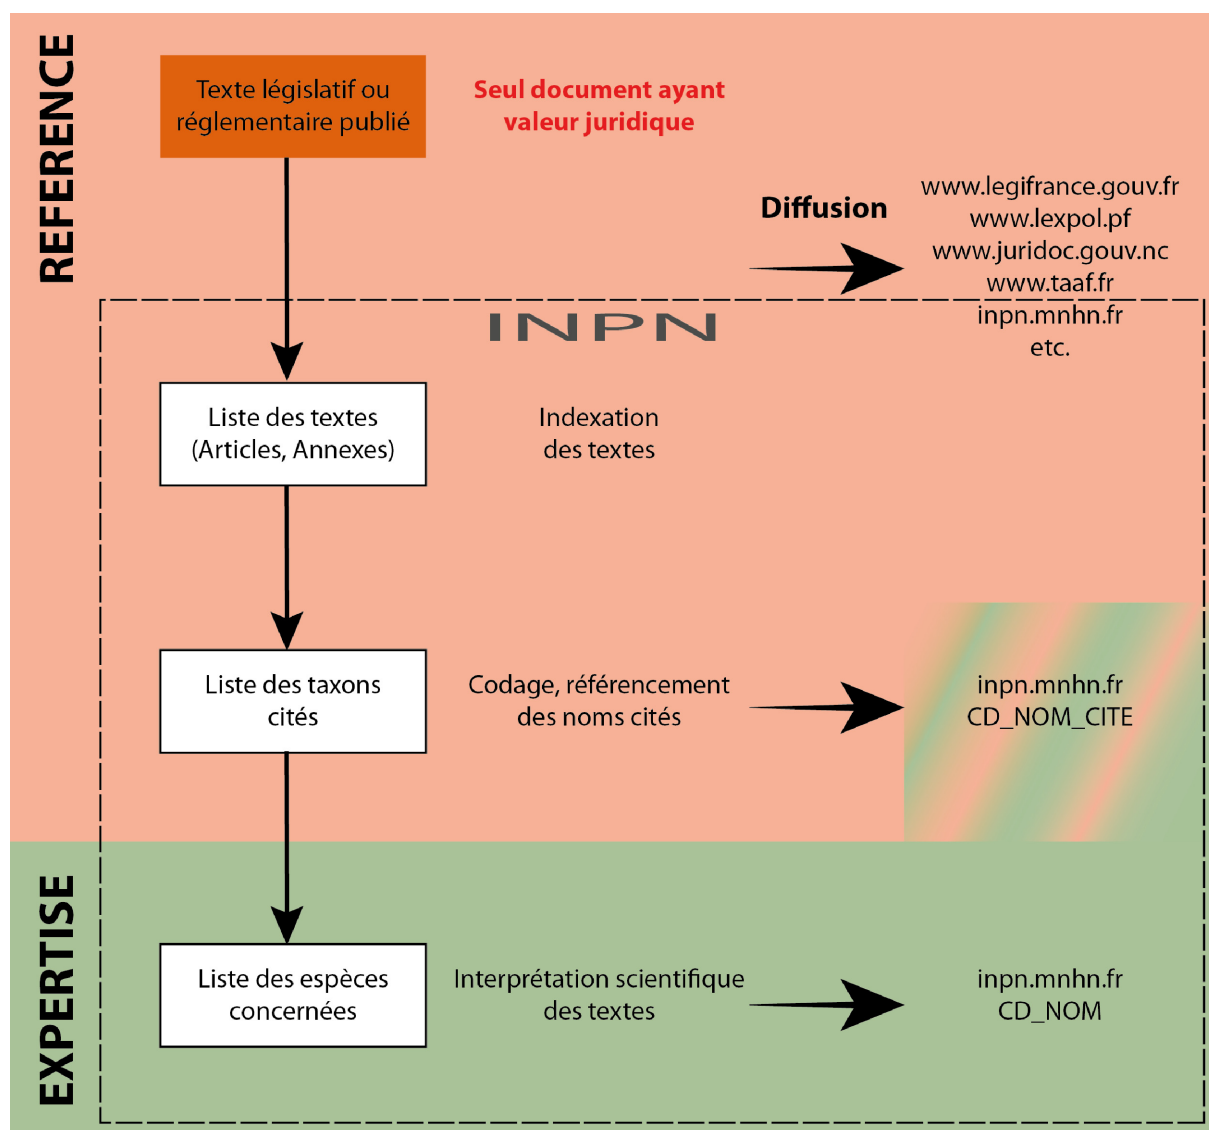 REFERENCE
Texte législatif ou
réglementaire publié
Seul document ayant
valeur juridique
Diffusion
www.legifrance.gouv.fr
www.lexpol.pf
www.juridoc.gouv.nc
www.taaf.fr
inpn.mnhn.fr
etc.
INPN
Liste des textes
(Articles, Annexes)
Indexation
des textes
Liste des taxons
cités
Codage, référencement
des noms cités
inpn.mnhn.fr
CD_NOM_CITE
EXPERTISE
Liste des espèces
concernées
Interprétation scientifique
des textes
inpn.mnhn.fr
CD_NOM